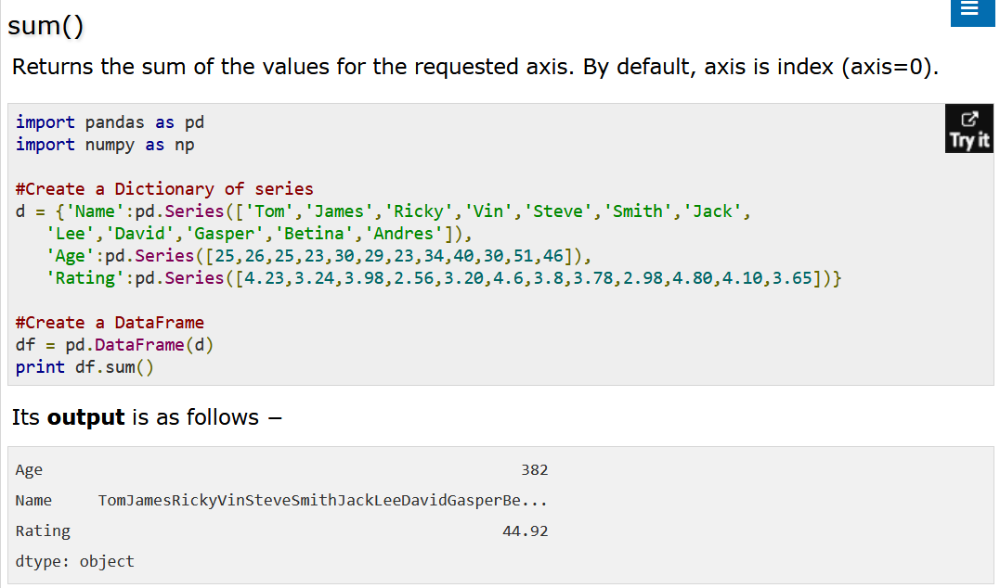 sum()
Returns the sum of the values for the requested axis. By default, axis is index (axis=0).
import pandas as pd
import numpy as np
Try it
#Create a Dictionary of series
d = {'Name':pd.Series(['Tom','James','Ricky','Vin','Steve','Smith','Jack',
'Lee','David','Gasper','Betina','Andres']),
'Age':pd.Series([25,26,25,23,30,29,23,34,40,30,51,46]),
'Rating':pd.Series([4.23,3.24,3.98,2.56,3.20,4.6,3.8,3.78,2.98,4.80,4.10,3.65])}
#Create a DataFrame
df = pd.DataFrame(d)
print df.sum()
Its output is as follows −
Age 382
Name TomJamesRickyVinSteveSmithJackLeeDavidGasperBe...
Rating 44.92
dtype: object